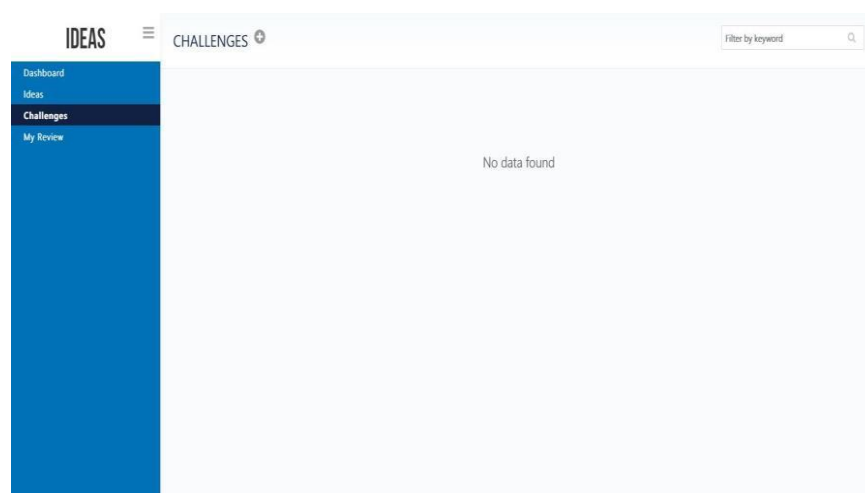 IDEAS
CHALLENGES
Filter by keyword
Dashboard
Ideas
Challenges
My Review
No data found